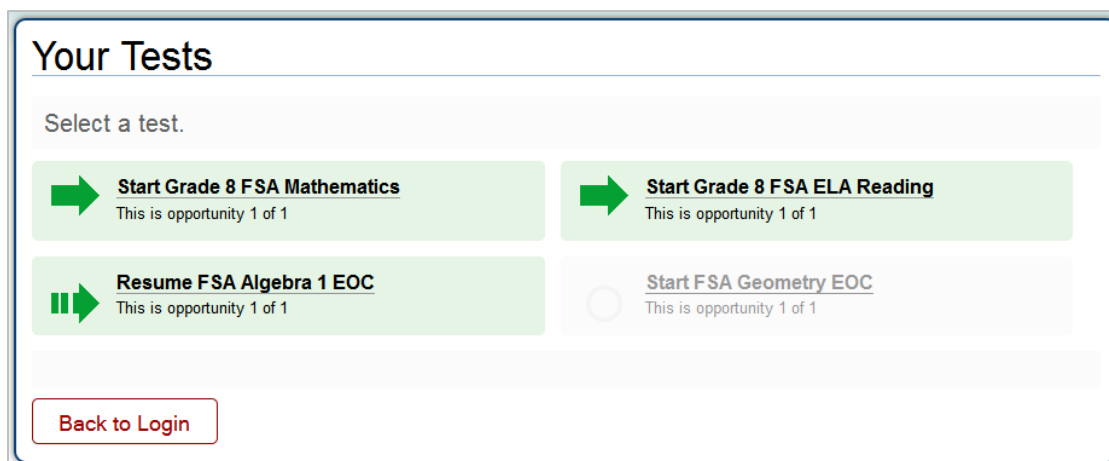 Your Tests
Select a test.
Start Grade 8 FSA Mathematics
This is opportunity 1 of 1
Start Grade 8 FSA ELA Reading
This is opportunity 1 of 1
Resume FSA Algebra 1 EOC
This is opportunity 1 of 1
Start FSA Geometry EOC
This is opportunity 1 of 1
Back to Login